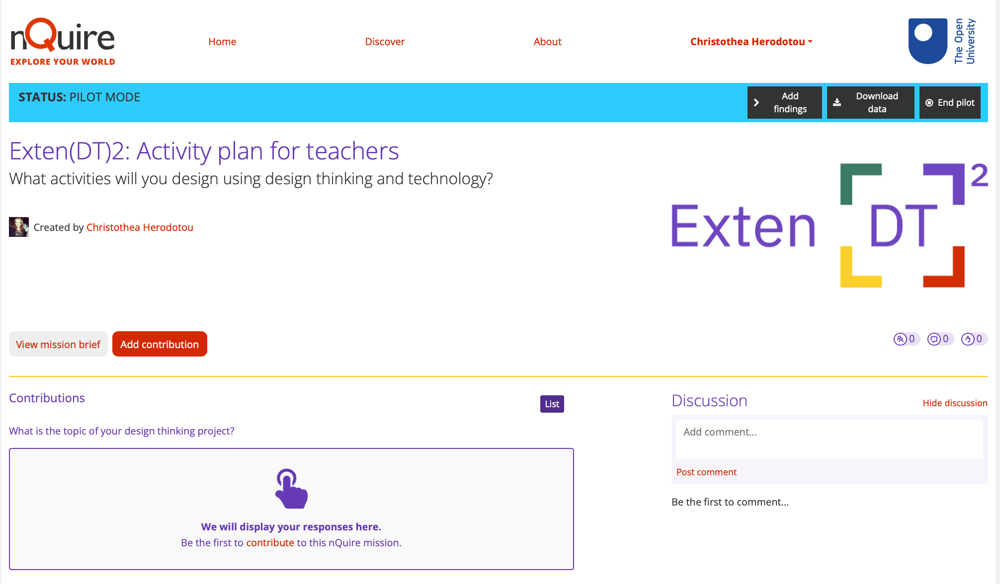 nQuire
EXPLORE YOUR WORLD
Home
Discover
About
Christothea Herodotou
The Open
University
STATUS: PILOT MODE
Add
findings
Download
data
End pilot
Exten(DT)2: Activity plan for teachers
What activities will you design using design thinking and technology?
Created by Christothea Herodotou
Exten DT 2
View mission brief
Add contribution
0
0
0
Contributions
List
What is the topic of your design thinking project?
We will display your responses here.
Be the first to contribute to this nQuire mission.
Discussion
Hide discussion
Add comment...
Post comment
Be the first to comment...